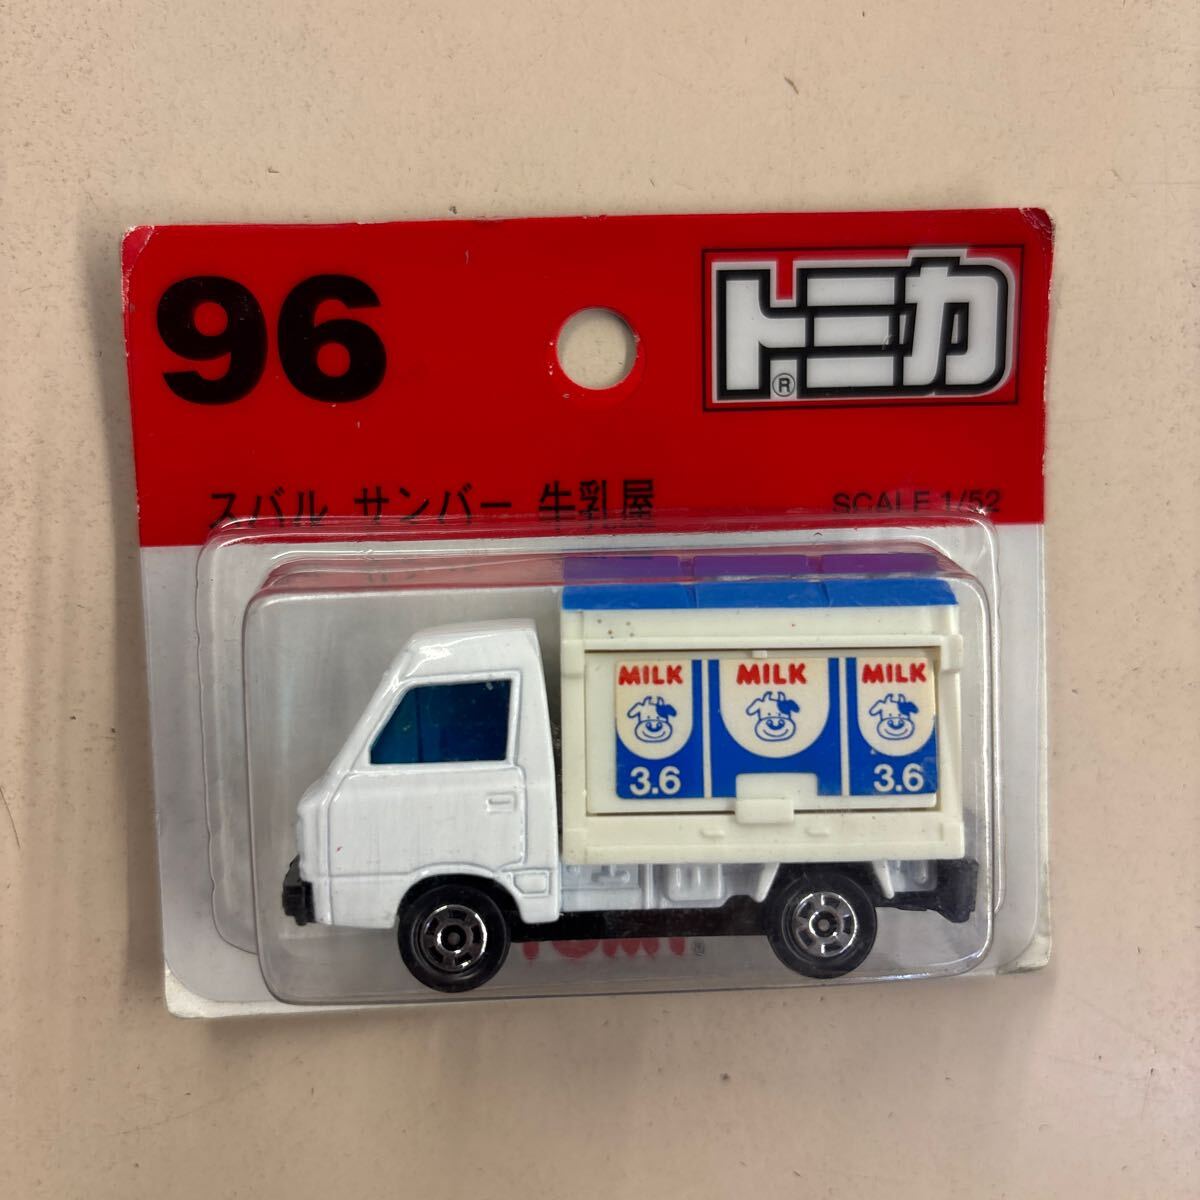 96
トミカ
®
スバル サンバー 牛乳屋
SCALE 1/52
MILK MILK MILK
3.6 3.6
TOMY®